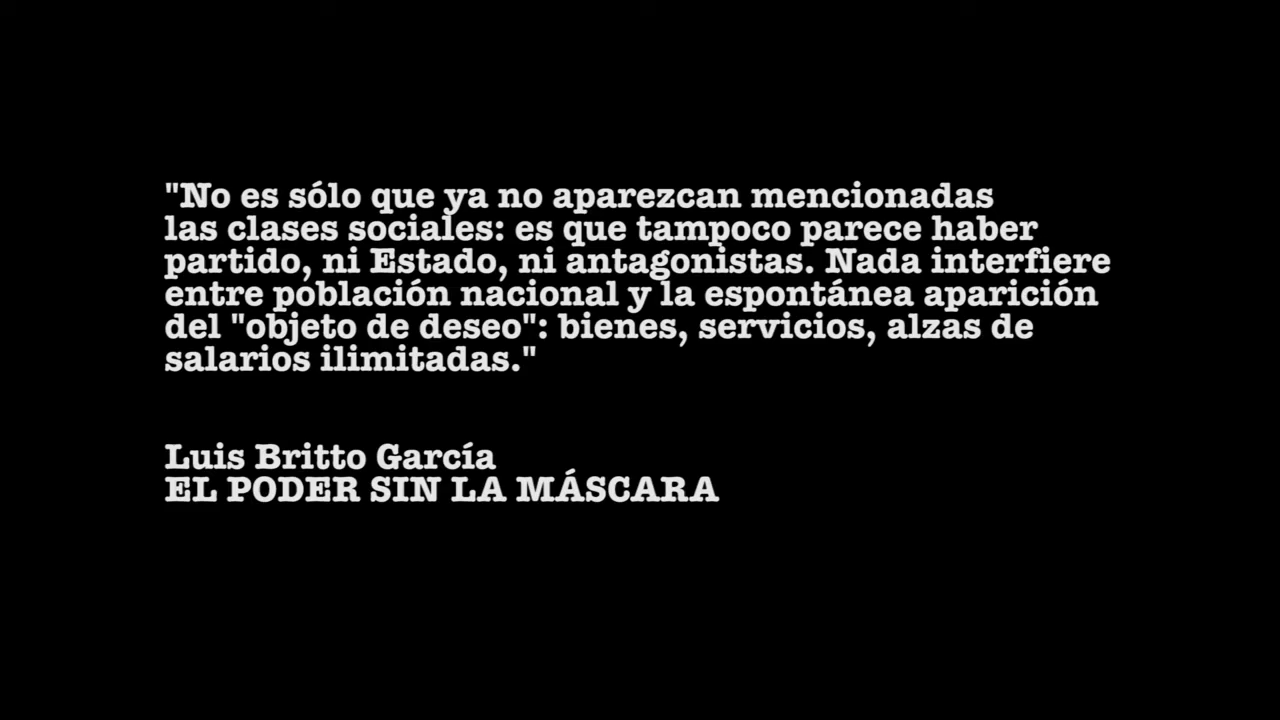 "No es sólo que ya no aparezcan mencionadas
las clases sociales: es que tampoco parece haber
partido, ni Estado, ni antagonistas. Nada interfiere
entre población nacional y la espontánea aparición
del "objeto de deseo": bienes, servicios, alzas de
salarios ilimitadas."
Luis Britto García
EL PODER SIN LA MÁSCARA